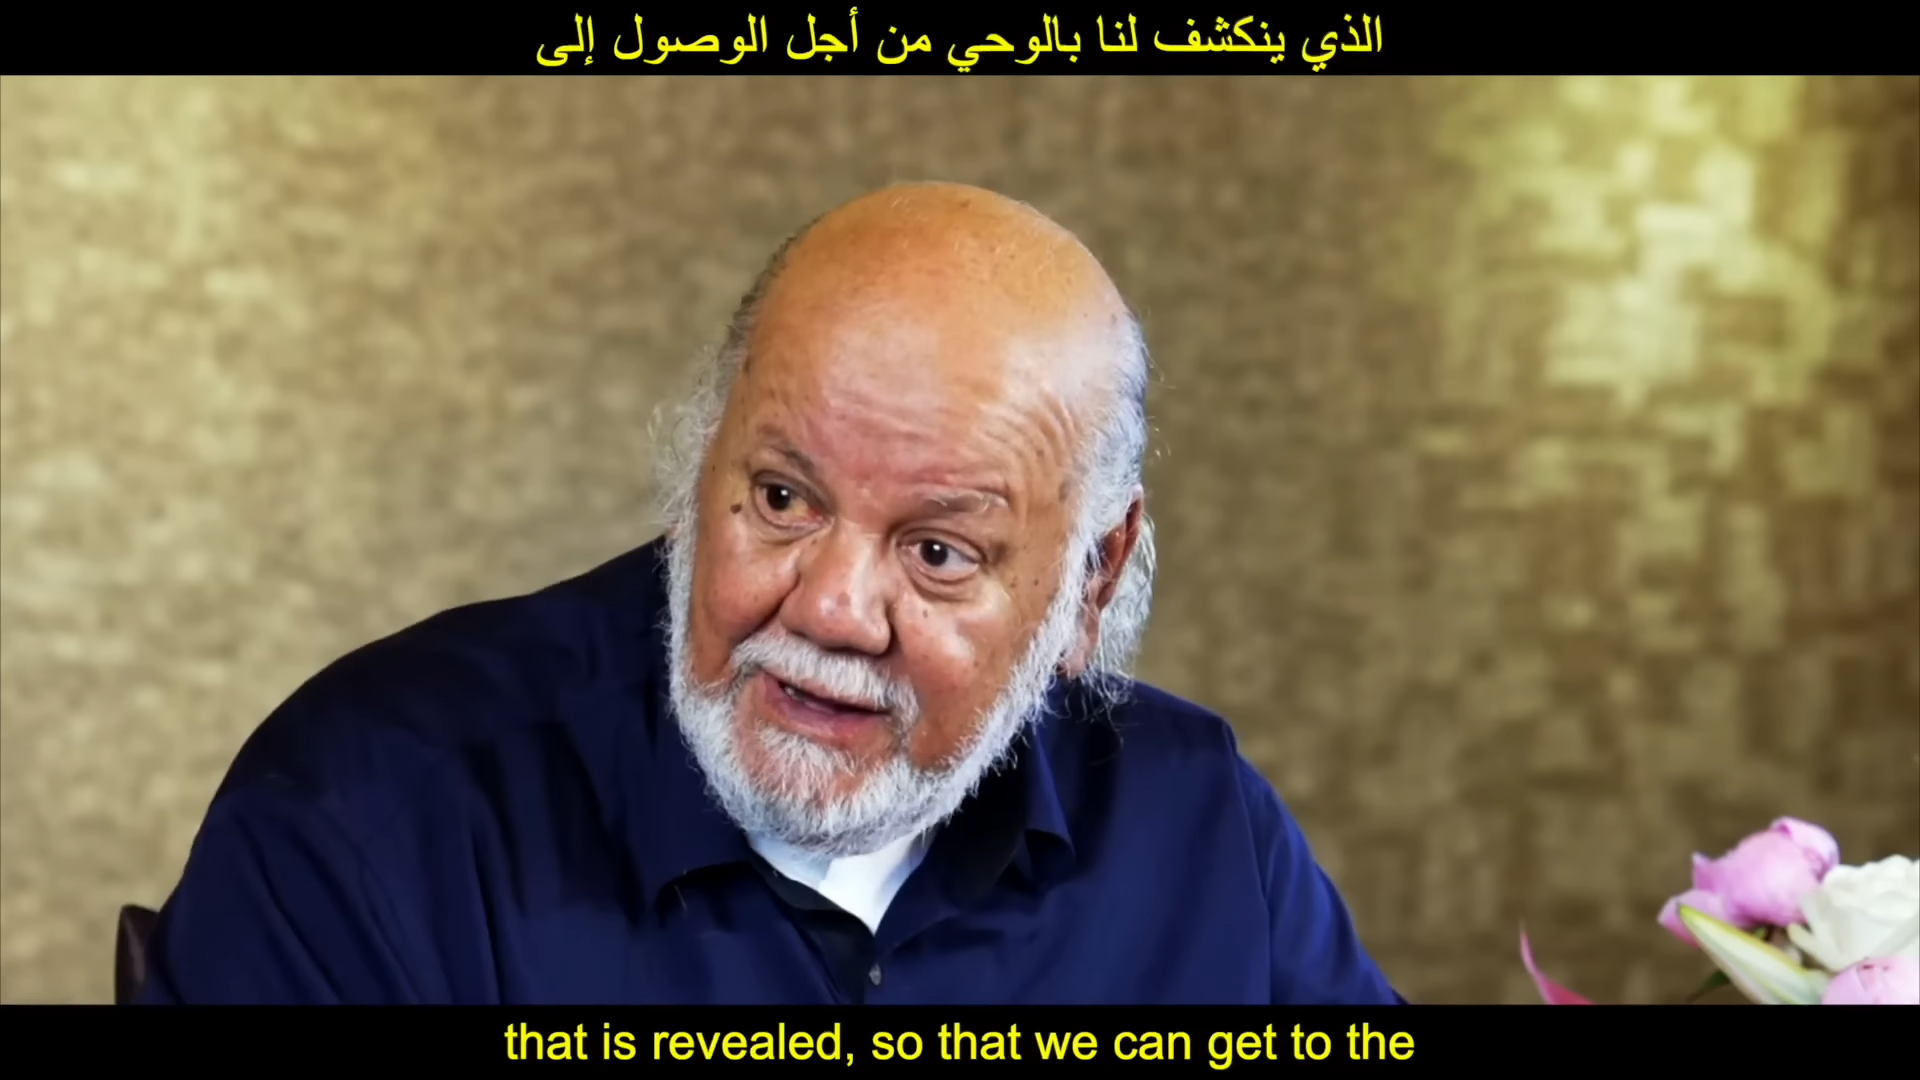 الذي ينكشف لنا بالوحي من أجل الوصول إلى
that is revealed, so that we can get to the